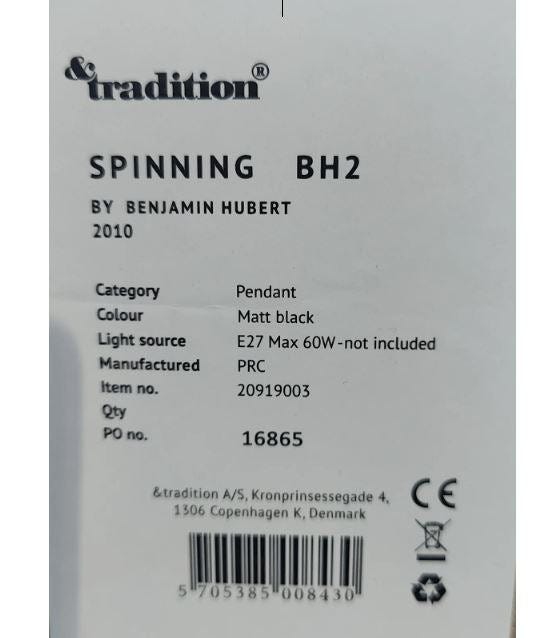 &tradition®
SPINNING BH2
BY BENJAMIN HUBERT
2010
Category Pendant
Colour Matt black
Light source E27 Max 60W-not included
Manufactured PRC
Item no. 20919003
Qty
PO no. 16865
&tradition A/S, Kronprinsessegade 4,
1306 Copenhagen K, Denmark
CE
5 705385 008430